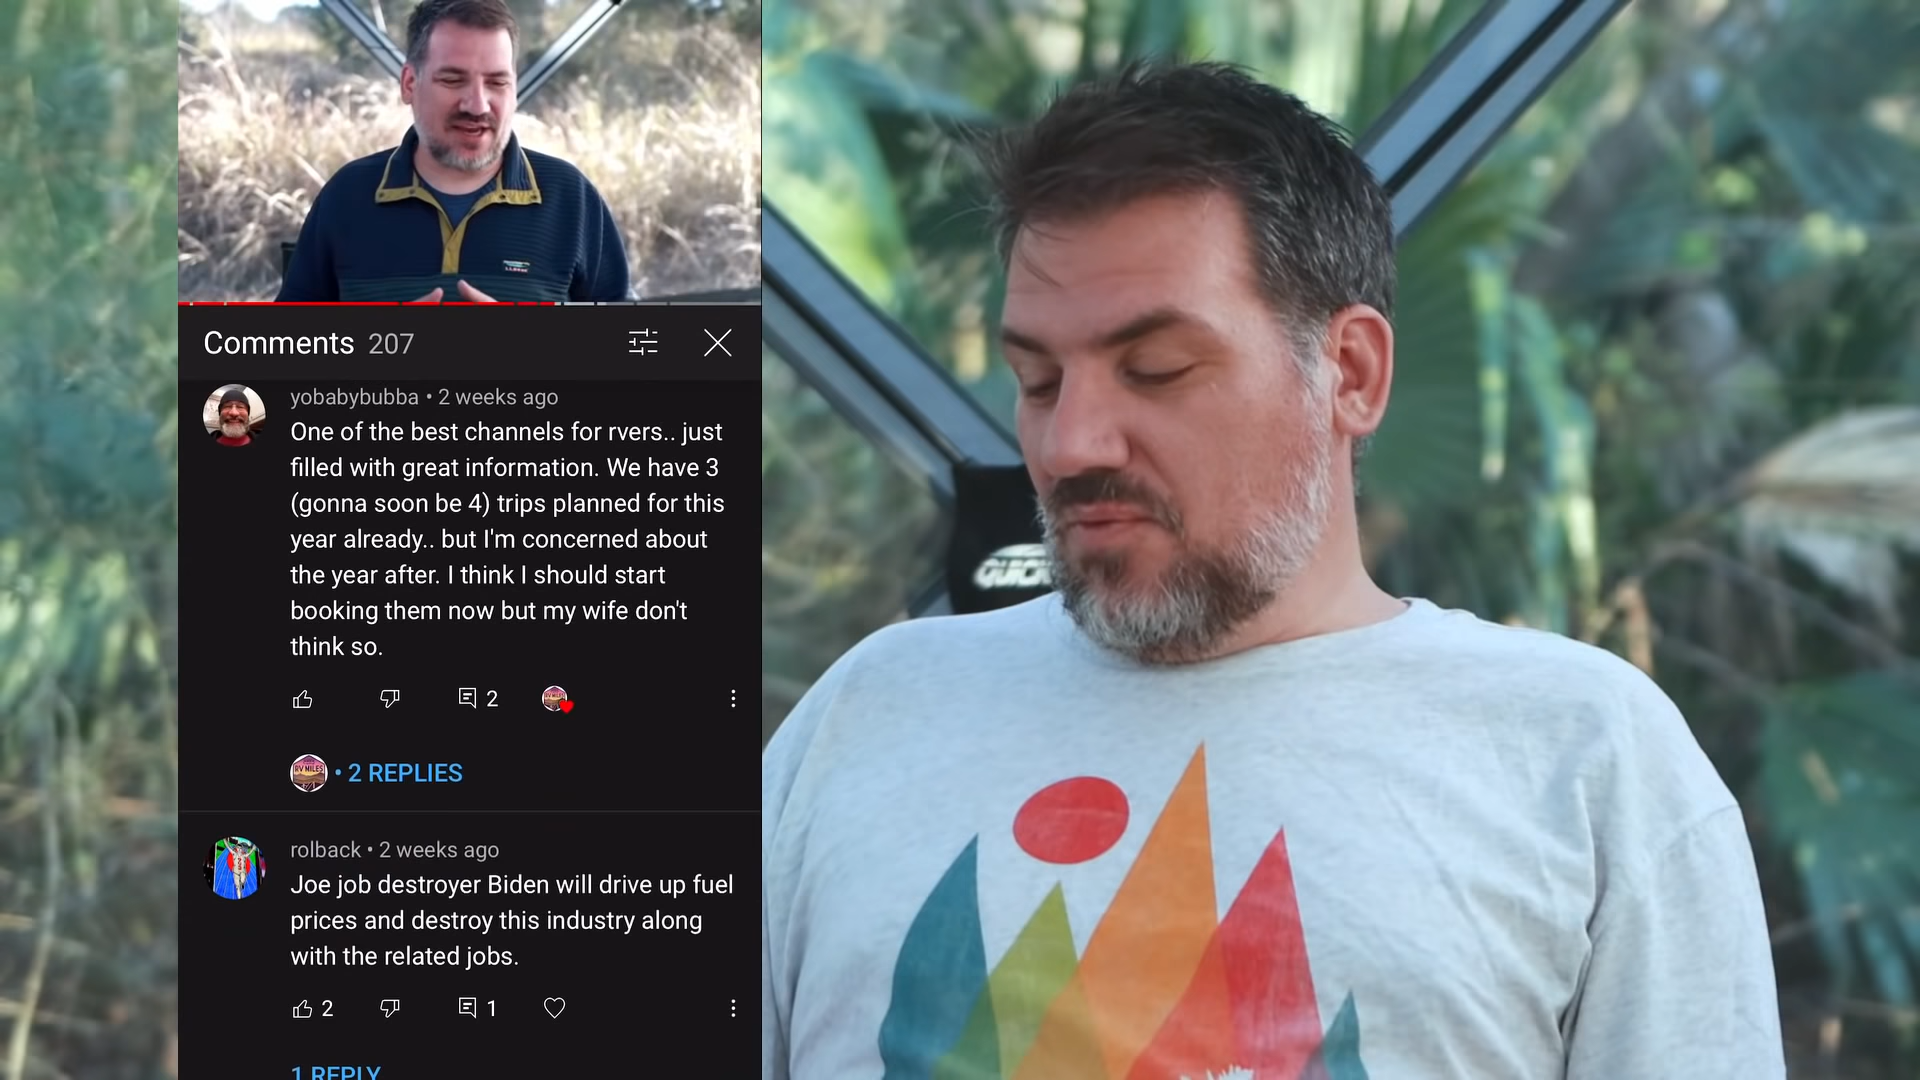 Comments 207
yobabybubba • 2 weeks ago
One of the best channels for rvers.. just
filled with great information. We have 3
(gonna soon be 4) trips planned for this
year already.. but I'm concerned about
the year after. I think I should start
booking them now but my wife don't
think so.
2
RV MILES
• 2 REPLIES
rolback • 2 weeks ago
Joe job destroyer Biden will drive up fuel
prices and destroy this industry along
with the related jobs.
2 1
1 REPLY